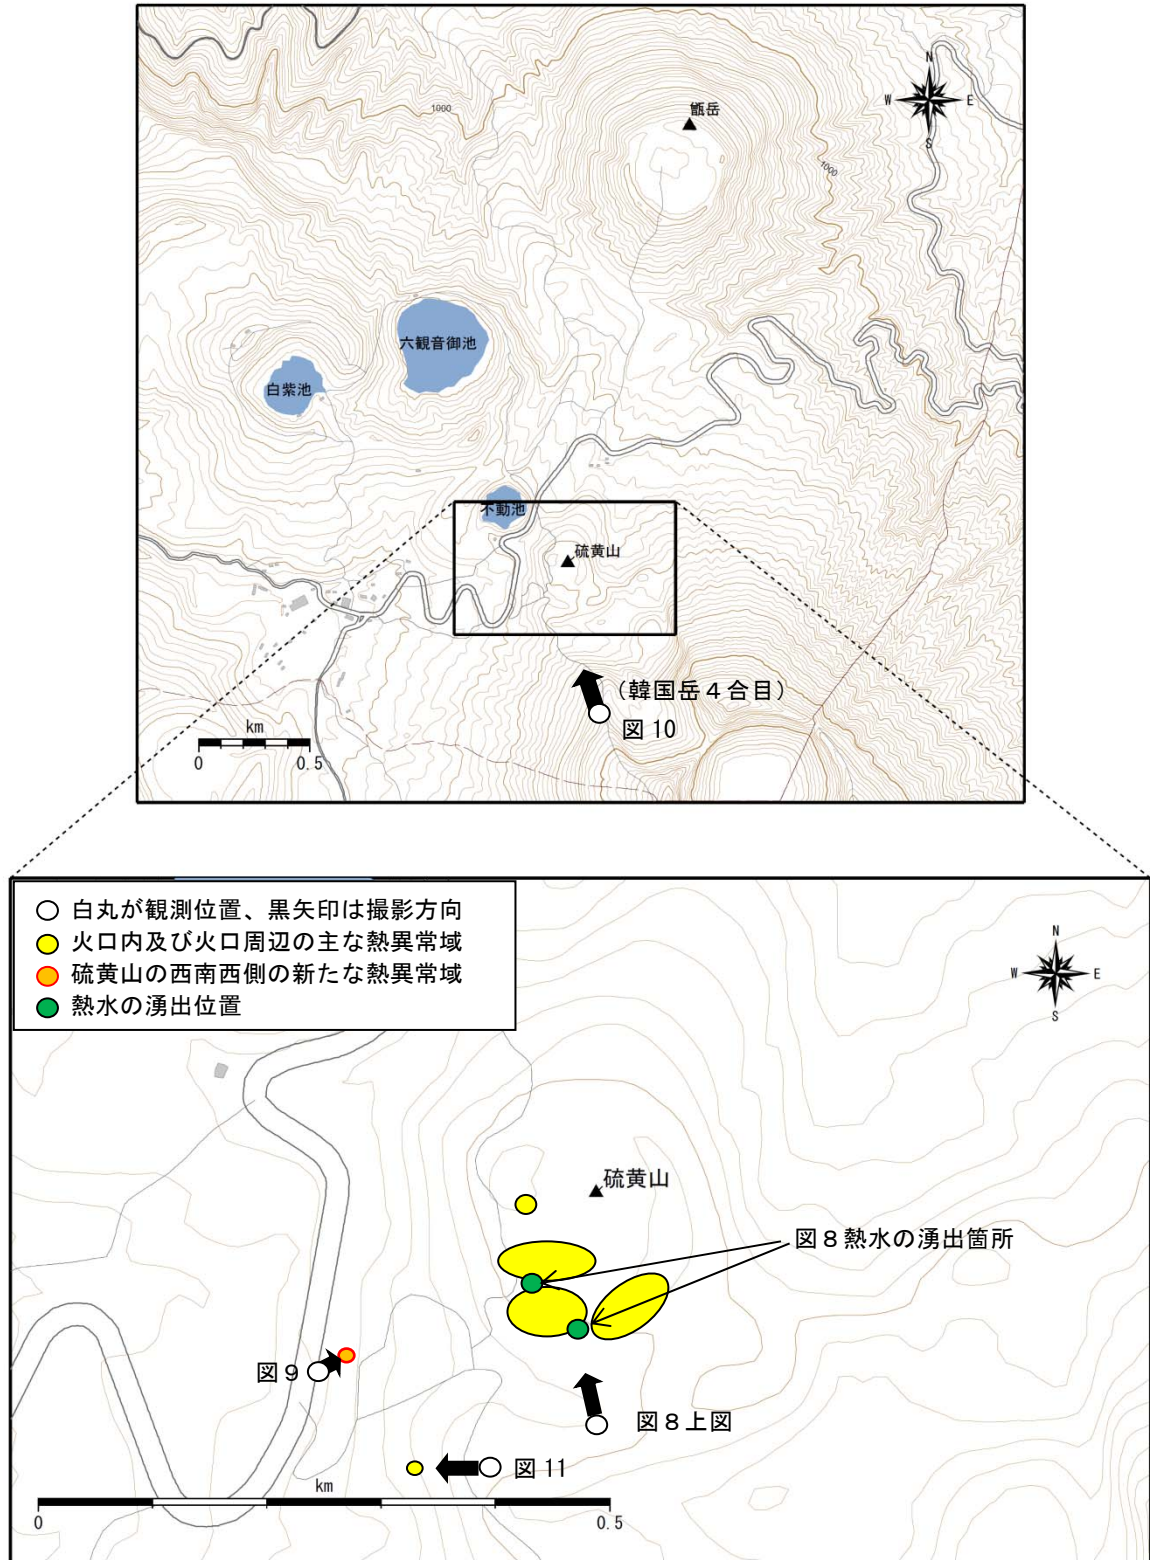 甑岳
N
W
E
S
1000
1000
六観音御池
白紫池
不動池
硫黄山
(韓国岳４合目)
図 10
km
0
0.5
白丸が観測位置、黒矢印は撮影方向
火口内及び火口周辺の主な熱異常域
硫黄山の西南西側の新たな熱異常域
熱水の湧出位置
N
W
E
S
硫黄山
図８熱水の湧出箇所
図９
図８上図
図 11
km
0
0.5